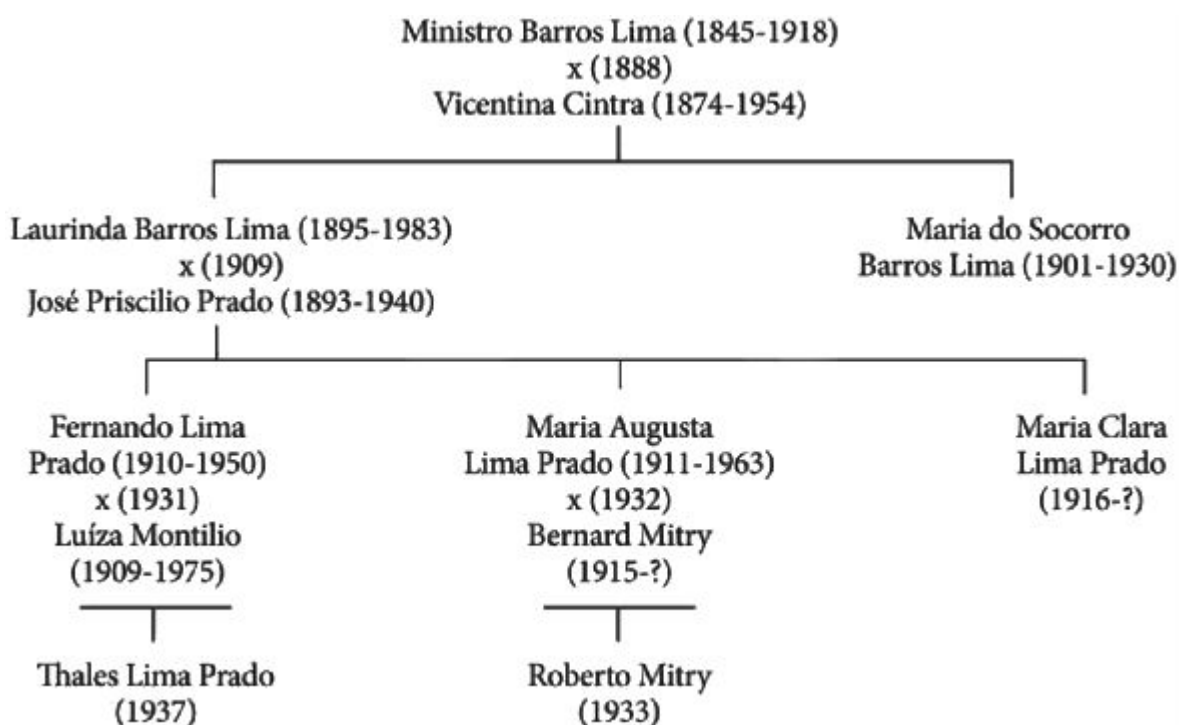 Ministro Barros Lima (1845-1918)
x (1888)
Vicentina Cintra (1874-1954)
Laurinda Barros Lima (1895-1983)
x (1909)
José Priscilio Prado (1893-1940)
Maria do Socorro
Barros Lima (1901-1930)
Fernando Lima
Prado (1910-1950)
x (1931)
Luíza Montilio
(1909-1975)
Maria Augusta
Lima Prado (1911-1963)
x (1932)
Bernard Mitry
(1915-?)
Maria Clara
Lima Prado
(1916-?)
Thales Lima Prado
(1937)
Roberto Mitry
(1933)